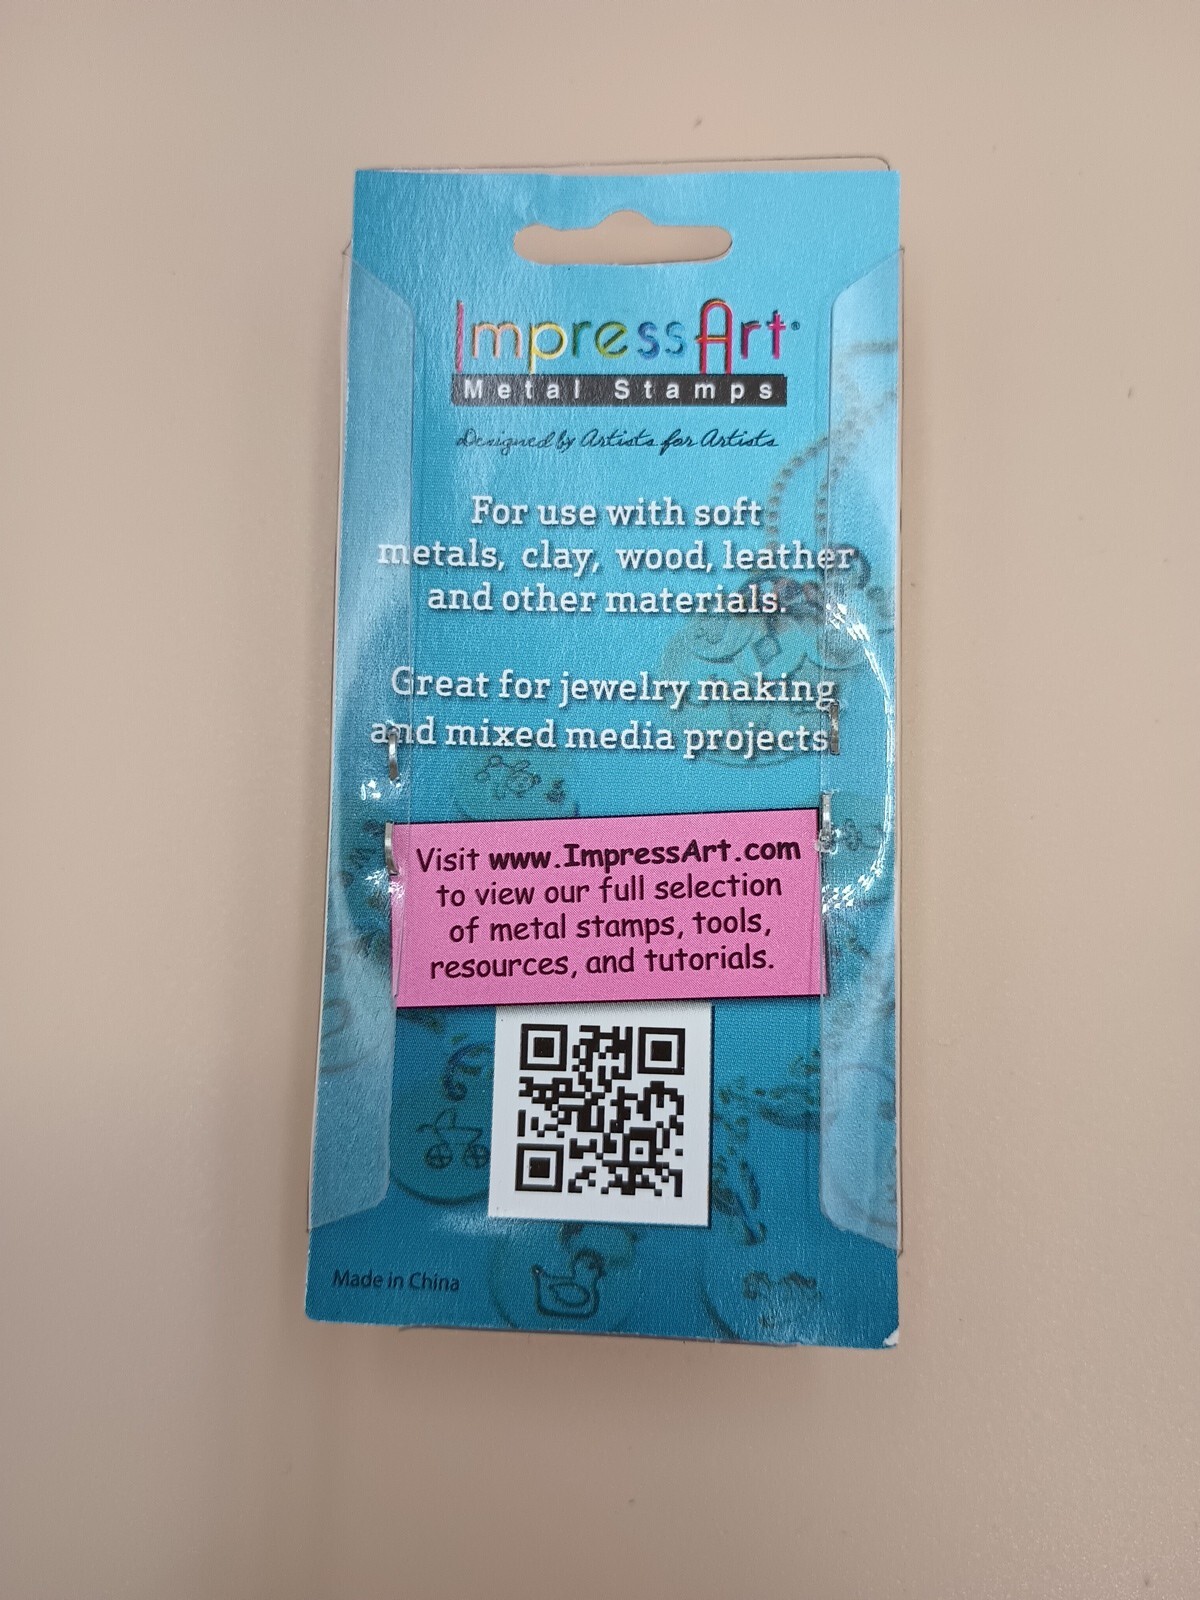 ImpressArt®
Metal Stamps
Designed by Artists for Artists
For use with soft
metals, clay, wood, leather
and other materials.
Great for jewelry making
and mixed media projects.
Visit www.ImpressArt.com
to view our full selection
of metal stamps, tools,
resources, and tutorials.
Made in China